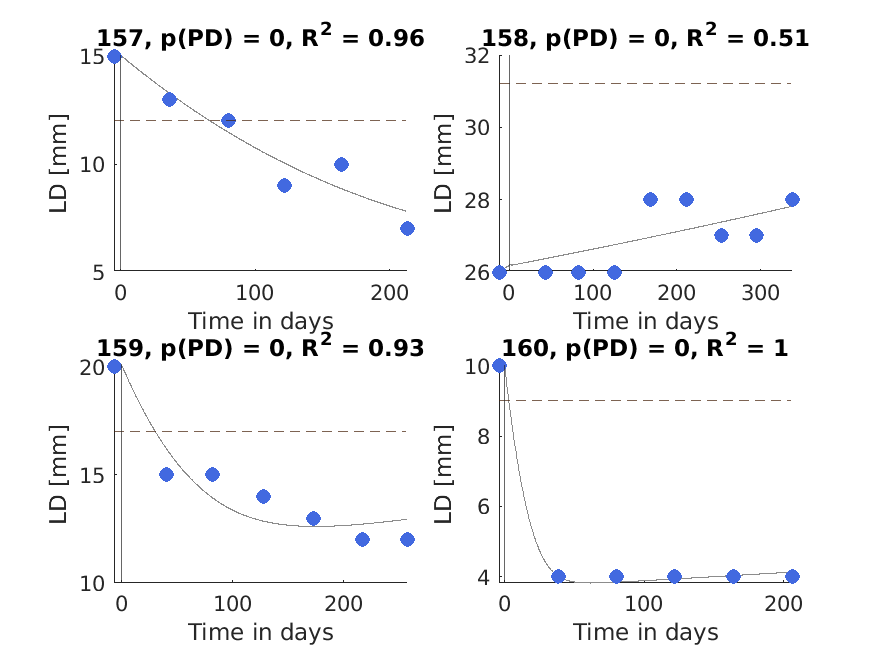 157, p(PD) = 0, R2 = 0.96
15
10
5
LD [mm]
0 100 200
Time in days
158, p(PD) = 0, R2 = 0.51
32
30
28
26
LD [mm]
0 100 200 300
Time in days
159, p(PD) = 0, R2 = 0.93
20
15
10
LD [mm]
0 100 200
Time in days
160, p(PD) = 0, R2 = 1
10
8
6
4
LD [mm]
0 100 200
Time in days